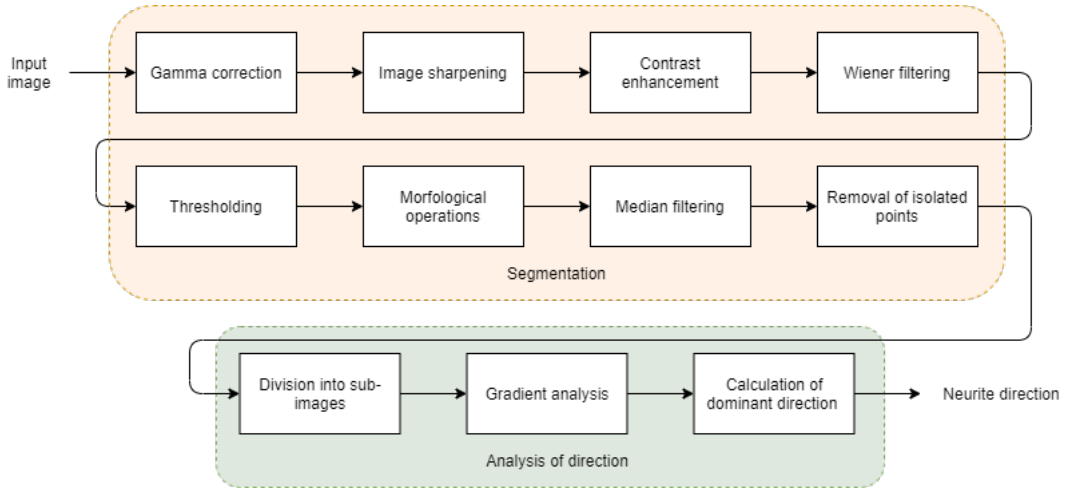 Input
image
Gamma correction
Image sharpening
Contrast
enhancement
Wiener filtering
Thresholding
Morfological
operations
Median filtering
Removal of isolated
points
Segmentation
Division into sub-
images
Gradient analysis
Calculation of
dominant direction
Neurite direction
Analysis of direction